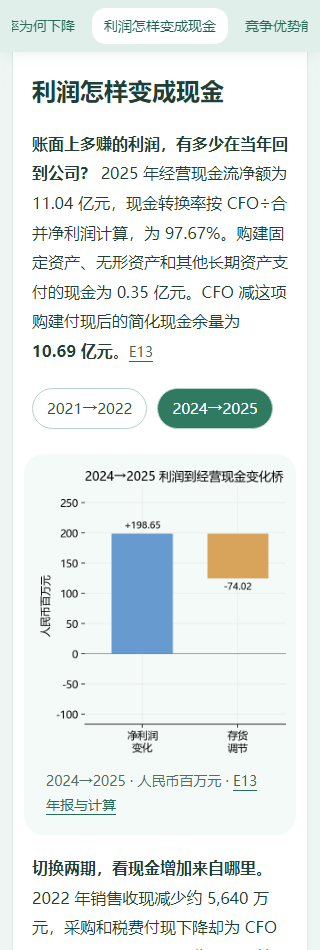 率为何下降
利润怎样变成现金
竞争优势能
利润怎样变成现金
账面上多赚的利润，有多少在当年回
到公司？ 2025 年经营现金流净额为
11.04 亿元，现金转换率按 CFO÷合
并净利润计算，为 97.67%。购建固
定资产、无形资产和其他长期资产支
付的现金为 0.35 亿元。CFO 减这项
购建付现后的简化现金余量为
10.69 亿元。E13
2021→2022
2024→2025
2024→2025 利润到经营现金变化桥
人民币百万元
250
200
150
100
50
0
-50
-100
+198.65
-74.02
净利润
变化
存货
调节
2024→2025 · 人民币百万元 · E13
年报与计算
切换两期，看现金增加来自哪里。
2022 年销售收现减少约 5,640 万
元，采购和税费付现下降却为 CFO